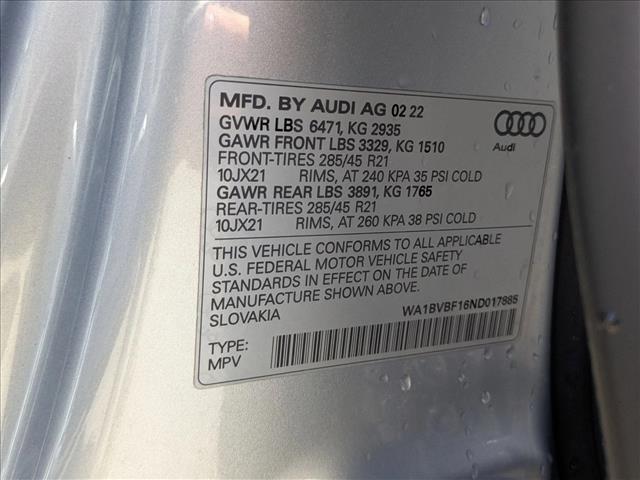 MFD. BY AUDI AG 02 22
GVWR LBS 6471, KG 2935
GAWR FRONT LBS 3329, KG 1510
FRONT-TIRES 285/45 R21
10JX21 RIMS, AT 240 KPA 35 PSI COLD
GAWR REAR LBS 3891, KG 1765
REAR-TIRES 285/45 R21
10JX21 RIMS, AT 260 KPA 38 PSI COLD
Audi
THIS VEHICLE CONFORMS TO ALL APPLICABLE
U.S. FEDERAL MOTOR VEHICLE SAFETY
STANDARDS IN EFFECT ON THE DATE OF
MANUFACTURE SHOWN ABOVE.
SLOVAKIA
WA1BVBF16ND017885
TYPE:
MPV